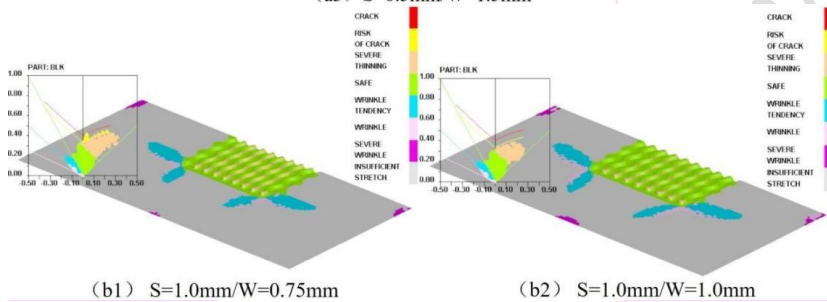 CRACK
RISK
OF CRACK
SEVERE
THINNING
SAFE
WRINKLE
TENDENCY
WRINKLE
SEVERE
WRINKLE
INSUFFICIENT
STRETCH
PART: BLK
1.00
0.80
0.60
0.40
0.20
0.00
-0.50 -0.30 -0.10 0.10 0.30 0.50
(b1) S=1.0mm/W=0.75mm
CRACK
RISK
OF CRACK
SEVERE
THINNING
SAFE
WRINKLE
TENDENCY
WRINKLE
SEVERE
WRINKLE
INSUFFICIENT
STRETCH
PART: BLK
1.00
0.80
0.60
0.40
0.20
0.00
-0.50 -0.30 -0.10 0.10 0.30 0.50
(b2) S=1.0mm/W=1.0mm